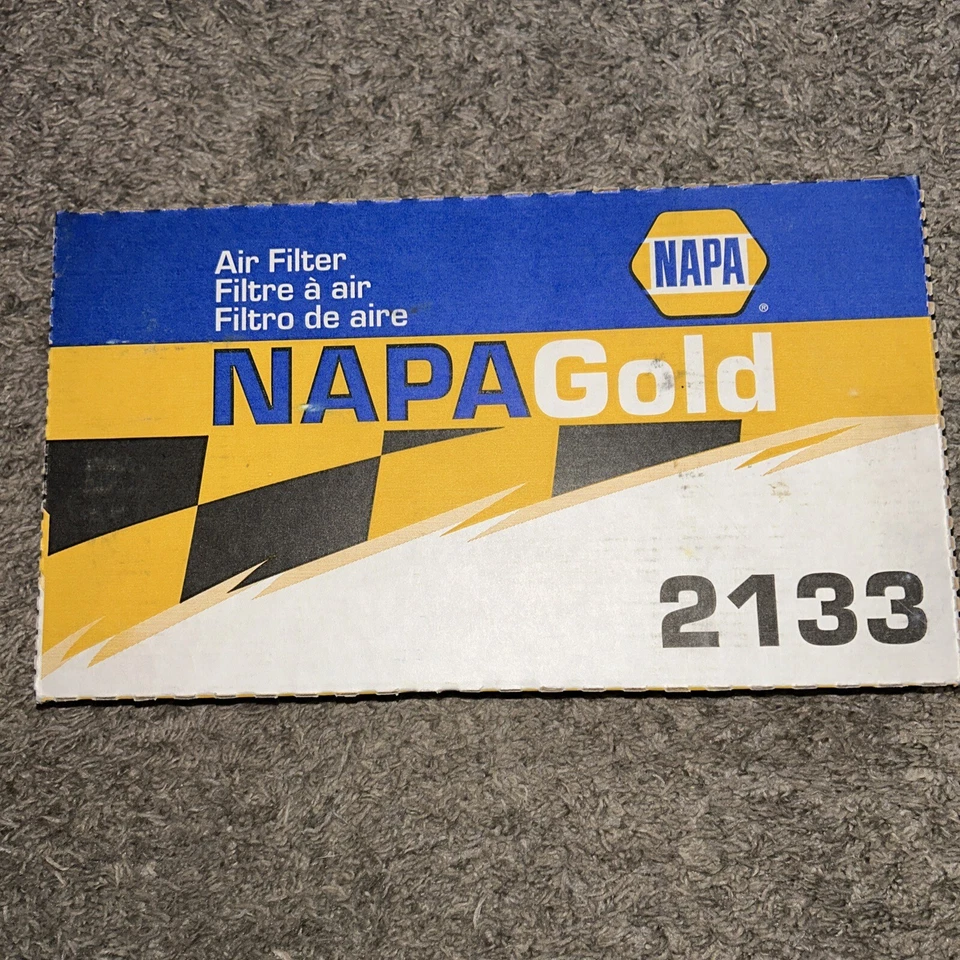 Air Filter
Filtre à air
Filtro de aire
NAPA
®
NAPAGold
2133